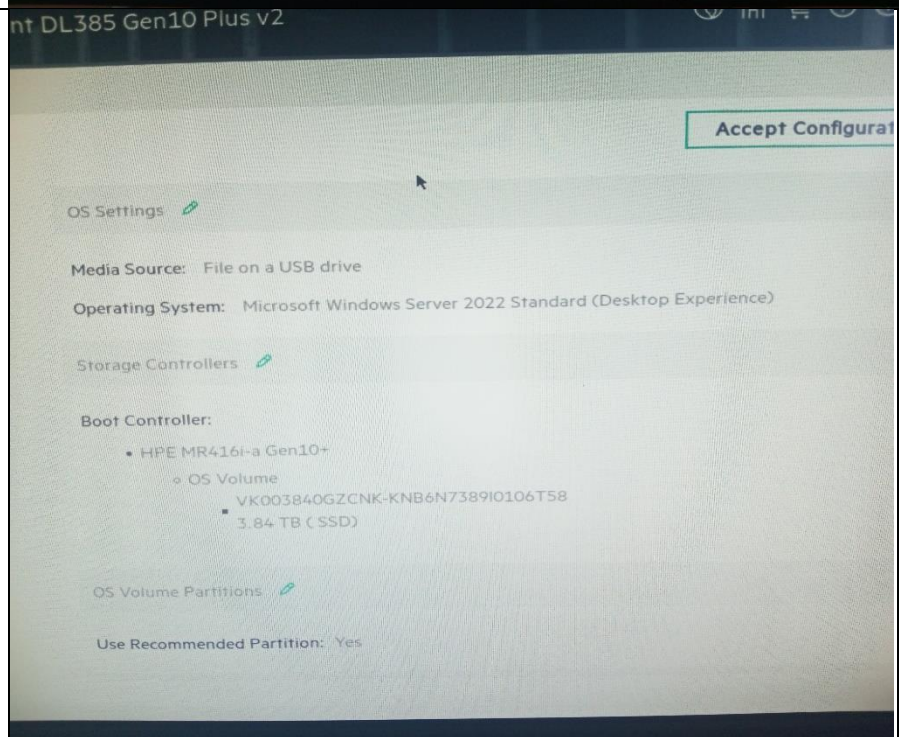 nt DL385 Gen10 Plus v2
Accept Configurat
OS Settings
Media Source: File on a USB drive
Operating System: Microsoft Windows Server 2022 Standard (Desktop Experience)
Storage Controllers
Boot Controller:
• HPE MR416i-a Gen10+
○ OS Volume
VK003840GZCNK-KNB6N7389I0106T58
▪ 3.84 TB ( SSD)
OS Volume Partitions
Use Recommended Partition: Yes